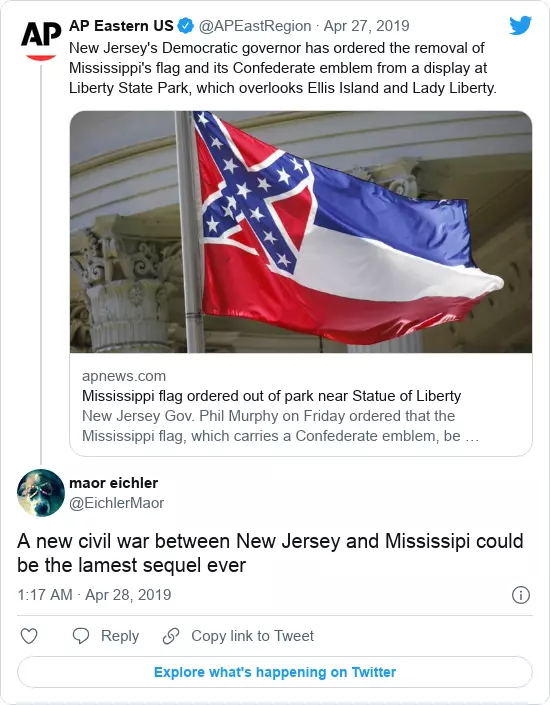 AP
AP Eastern US @APEastRegion · Apr 27, 2019
New Jersey's Democratic governor has ordered the removal of
Mississippi's flag and its Confederate emblem from a display at
Liberty State Park, which overlooks Ellis Island and Lady Liberty.
apnews.com
Mississippi flag ordered out of park near Statue of Liberty
New Jersey Gov. Phil Murphy on Friday ordered that the
Mississippi flag, which carries a Confederate emblem, be …
maor eichler
@EichlerMaor
A new civil war between New Jersey and Mississipi could
be the lamest sequel ever
1:17 AM · Apr 28, 2019
Reply Copy link to Tweet
Explore what's happening on Twitter